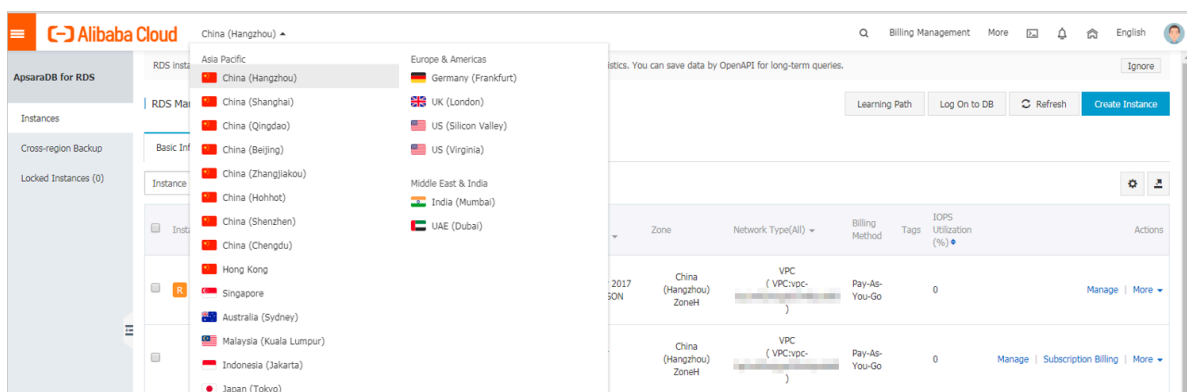 Alibaba Cloud
China (Hangzhou)
Billing Management
More
English
ApsaraDB for RDS
Instances
Cross-region Backup
Locked Instances (0)
RDS insta
istics. You can save data by OpenAPI for long-term queries.
Ignore
RDS Mar
Learning Path
Log On to DB
Refresh
Create Instance
Basic Inf
Instance
Asia Pacific
China (Hangzhou)
China (Shanghai)
China (Qingdao)
China (Beijing)
China (Zhangjiakou)
China (Hohhot)
China (Shenzhen)
China (Chengdu)
Hong Kong
Singapore
Australia (Sydney)
Malaysia (Kuala Lumpur)
Indonesia (Jakarta)
Japan (Tokyo)
Europe & Americas
Germany (Frankfurt)
UK (London)
US (Silicon Valley)
US (Virginia)
Middle East & India
India (Mumbai)
UAE (Dubai)
Insta
Zone
Network Type(All)
Billing
Method
Tags
IOPS
Utilization
(%)
Actions
R
2017
SON
China
(Hangzhou)
ZoneH
VPC
( VPC:vpc-
)
Pay-As-
You-Go
0
Manage | More
China
(Hangzhou)
ZoneH
VPC
( VPC:vpc-
)
Pay-As-
You-Go
0
Manage | Subscription Billing | More